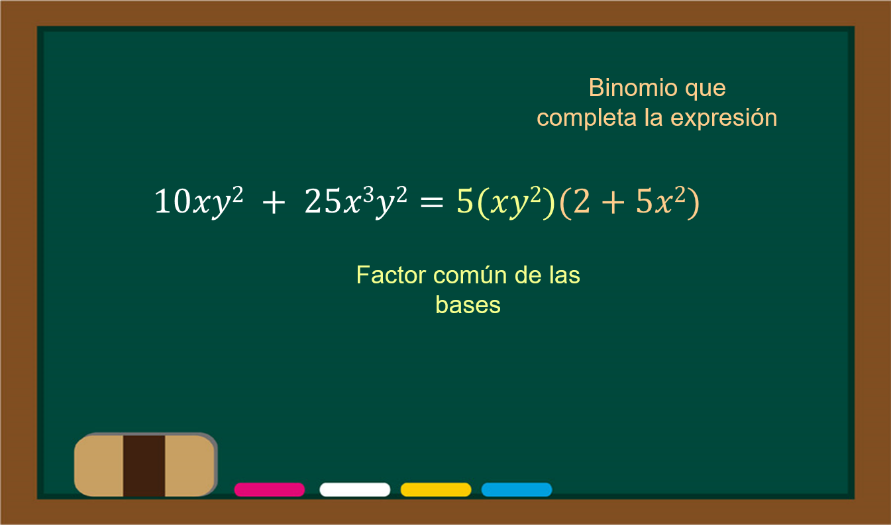 Binomio que
completa la expresión
10xy² + 25x³y² = 5(xy²)(2 + 5x²)
Factor común de las
bases